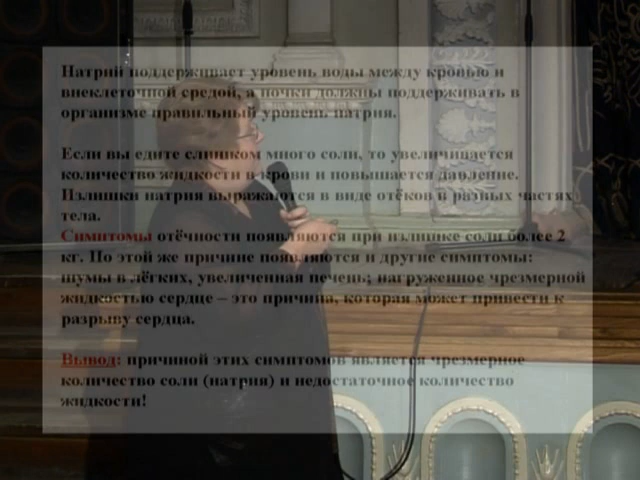 Натрий поддерживает уровень воды между кровью и
внеклеточной средой, а почки должны поддерживать в
организме правильный уровень натрия.
Если вы едите слишком много соли, то увеличивается
количество жидкости в крови и повышается давление.
Излишки натрия выражаются в виде отёков в разных частях
тела.
Симптомы отёчности появляются при излишке соли более 2
кг. По этой же причине появляются и другие симптомы:
шумы в лёгких, увеличенная печень; нагруженное чрезмерной
жидкостью сердце – это причина, которая может привести к
разрыву сердца.
Вывод: причиной этих симптомов является чрезмерное
количество соли (натрия) и недостаточное количество
жидкости!